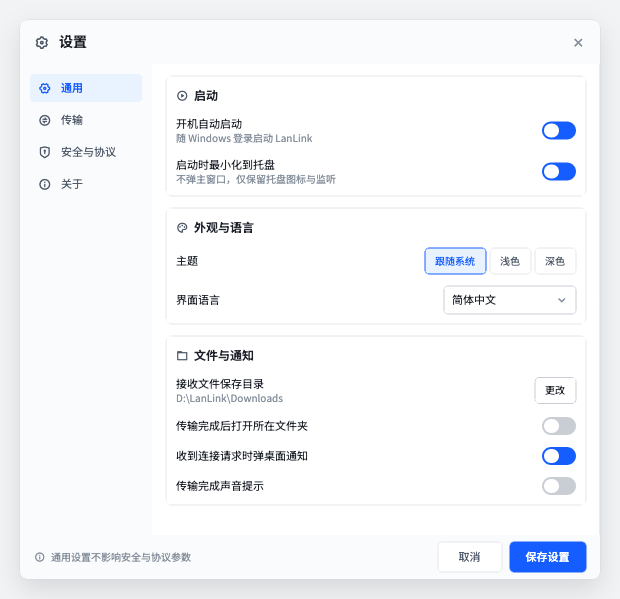 设置
通用
传输
安全与协议
关于
启动
开机自动启动
随 Windows 登录启动 LanLink
启动时最小化到托盘
不弹主窗口，仅保留托盘图标与监听
外观与语言
主题
跟随系统
浅色
深色
界面语言
简体中文
文件与通知
接收文件保存目录
D:\LanLink\Downloads
更改
传输完成后打开所在文件夹
收到连接请求时弹桌面通知
传输完成声音提示
通用设置不影响安全与协议参数
取消
保存设置